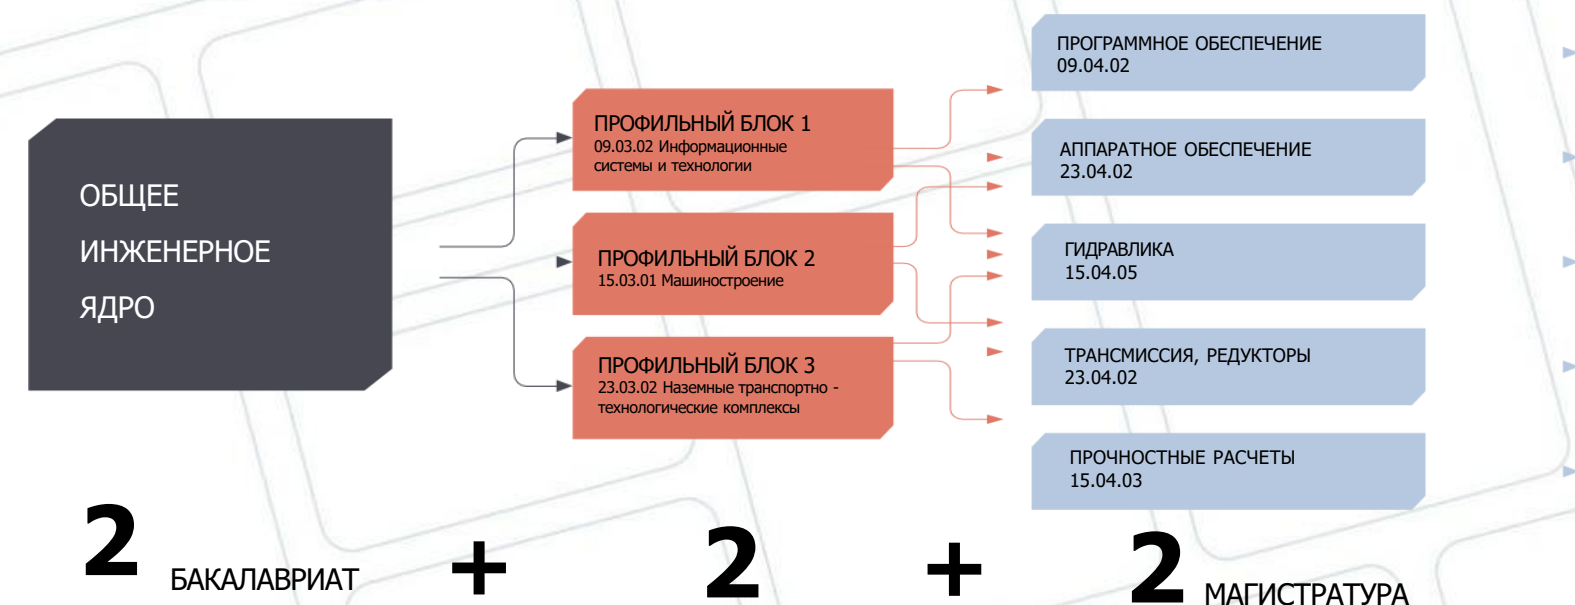 ОБЩЕЕ
ИНЖЕНЕРНОЕ
ЯДРО
ПРОФИЛЬНЫЙ БЛОК 1
09.03.02 Информационные
системы и технологии
ПРОФИЛЬНЫЙ БЛОК 2
15.03.01 Машиностроение
ПРОФИЛЬНЫЙ БЛОК 3
23.03.02 Наземные транспортно -
технологические комплексы
ПРОГРАММНОЕ ОБЕСПЕЧЕНИЕ
09.04.02
АППАРАТНОЕ ОБЕСПЕЧЕНИЕ
23.04.02
ГИДРАВЛИКА
15.04.05
ТРАНСМИССИЯ, РЕДУКТОРЫ
23.04.02
ПРОЧНОСТНЫЕ РАСЧЕТЫ
15.04.03
2 БАКАЛАВРИАТ + 2 + 2 МАГИСТРАТУРА